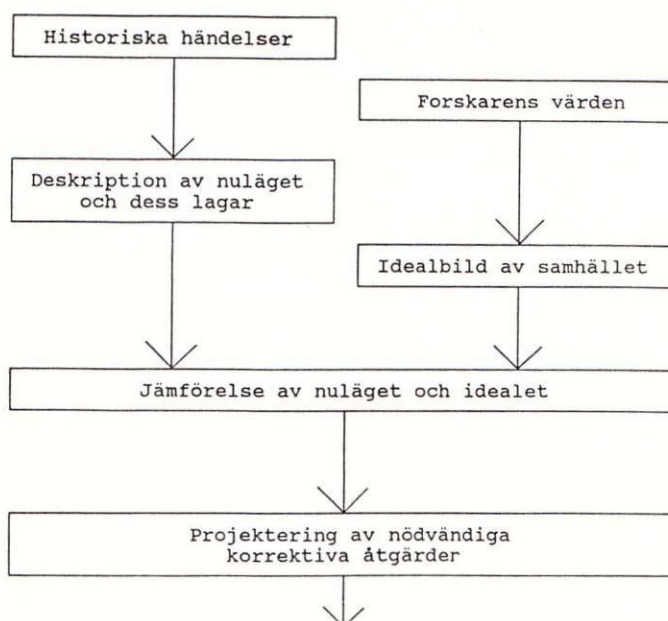 Historiska händelser
Forskarens värden
Deskription av nuläget
och dess lagar
Idealbild av samhället
Jämförelse av nuläget och idealet
Projektering av nödvändiga
korrektiva åtgärder